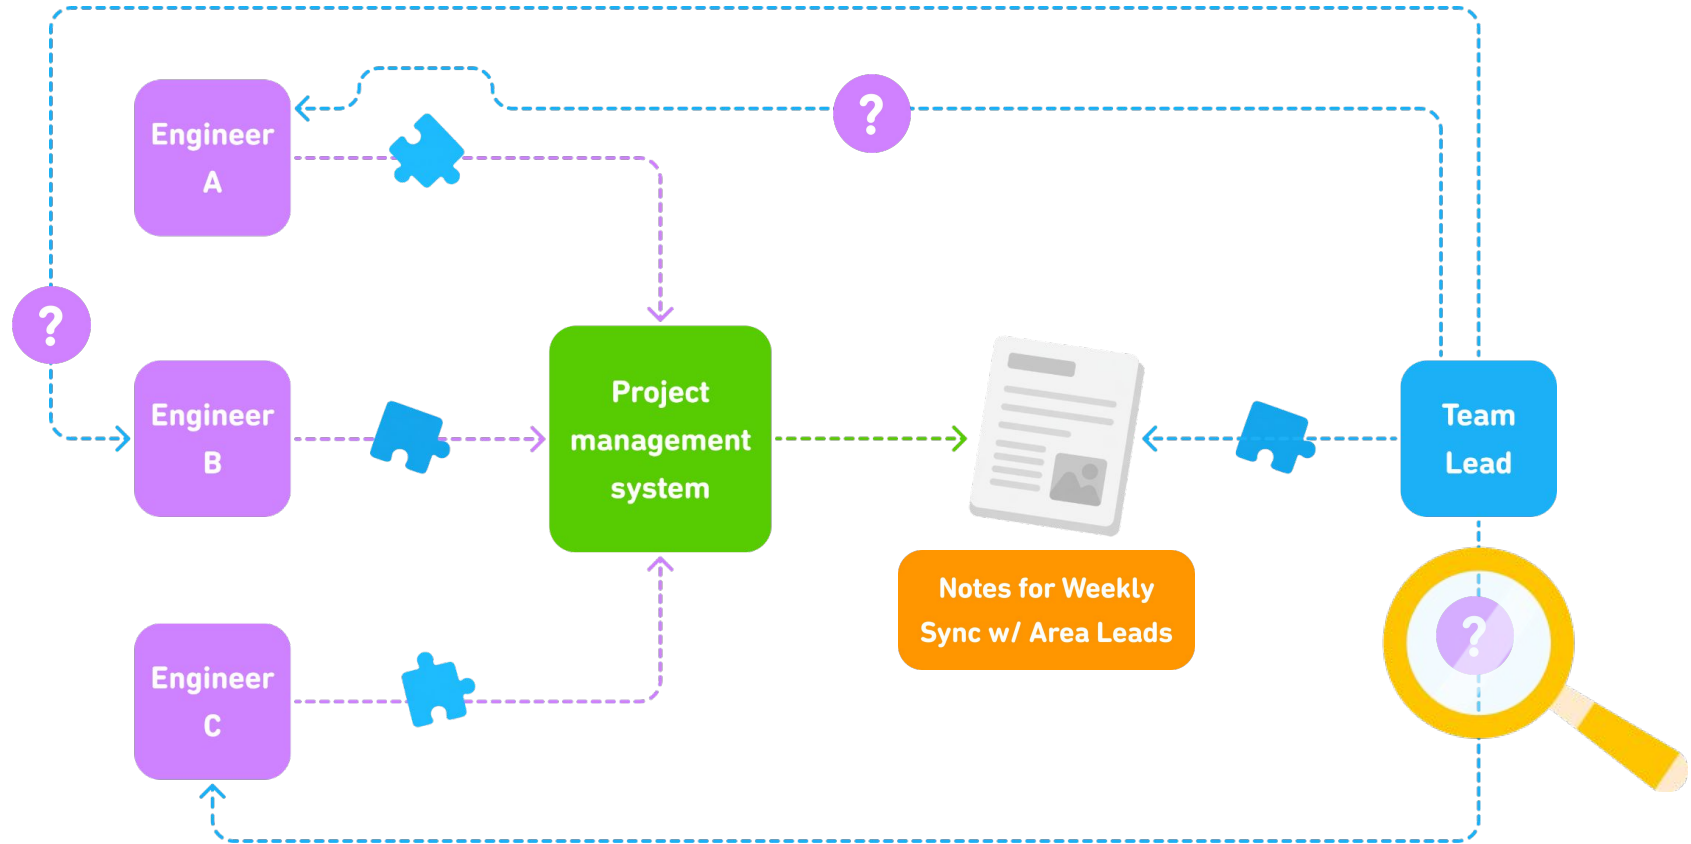 Engineer
A
?
?
Engineer
B
Project
management
system
Team
Lead
Notes for Weekly
Sync w/ Area Leads
?
Engineer
C